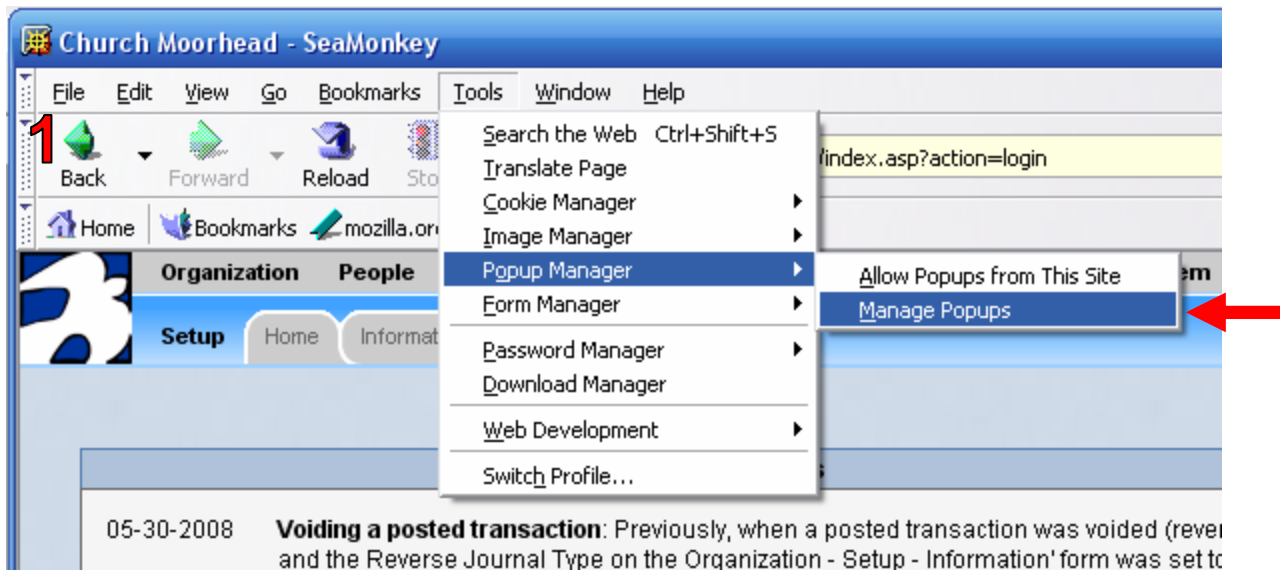 Church Moorhead - SeaMonkey
File Edit View Go Bookmarks Tools Window Help
1
Back Forward Reload
/index.asp?action=login
Home Bookmarks
Search the Web Ctrl+Shift+S
Translate Page
Cookie Manager
Image Manager
Popup Manager
Form Manager
Password Manager
Download Manager
Web Development
Switch Profile...
Allow Popups from This Site
Manage Popups
Organization People
Setup Home
05-30-2008 Voiding a posted transaction: Previously, when a posted transaction was voided
and the Reverse Journal Type on the Organization - Setup - Information' form was set to